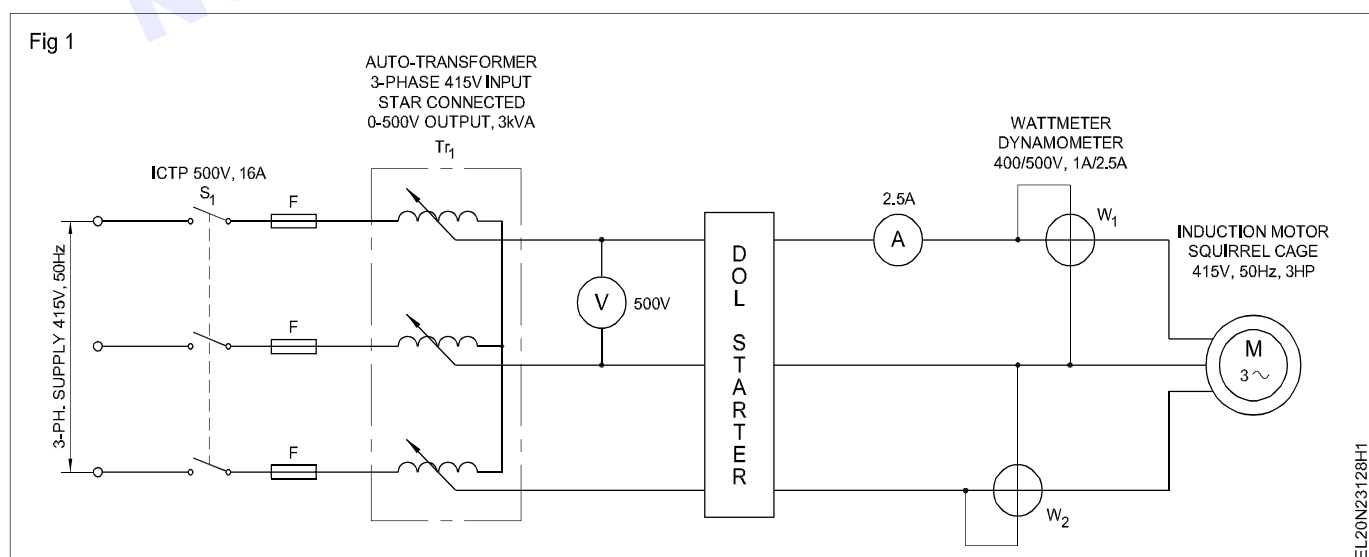 Fig 1
AUTO-TRANSFORMER
3-PHASE 415V INPUT
STAR CONNECTED
0-500V OUTPUT, 3kVA
Tr1
ICTP 500V, 16A
S1
F
F
F
3-PH. SUPPLY 415V, 50Hz
V
500V
DOL STARTER
2.5A
A
WATTMETER
DYNAMOMETER
400/500V, 1A/2.5A
W1
W2
INDUCTION MOTOR
SQUIRREL CAGE
415V, 50Hz, 3HP
M
3~
EL20N23128H1